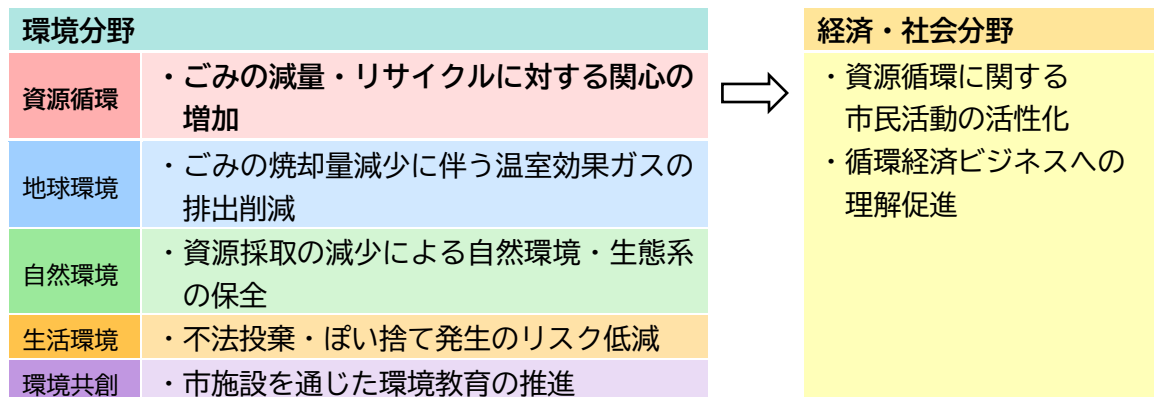 環境分野
資源循環
・ごみの減量・リサイクルに対する関心の
増加
地球環境
・ごみの焼却量減少に伴う温室効果ガスの
排出削減
自然環境
・資源採取の減少による自然環境・生態系
の保全
生活環境
・不法投棄・ぽい捨て発生のリスク低減
環境共創
・市施設を通じた環境教育の推進
経済・社会分野
・資源循環に関する
市民活動の活性化
・循環経済ビジネスへの
理解促進